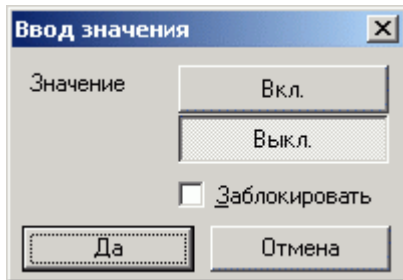 Ввод значения
Значение Вкл.
Выкл.
Заблокировать
Да Отмена